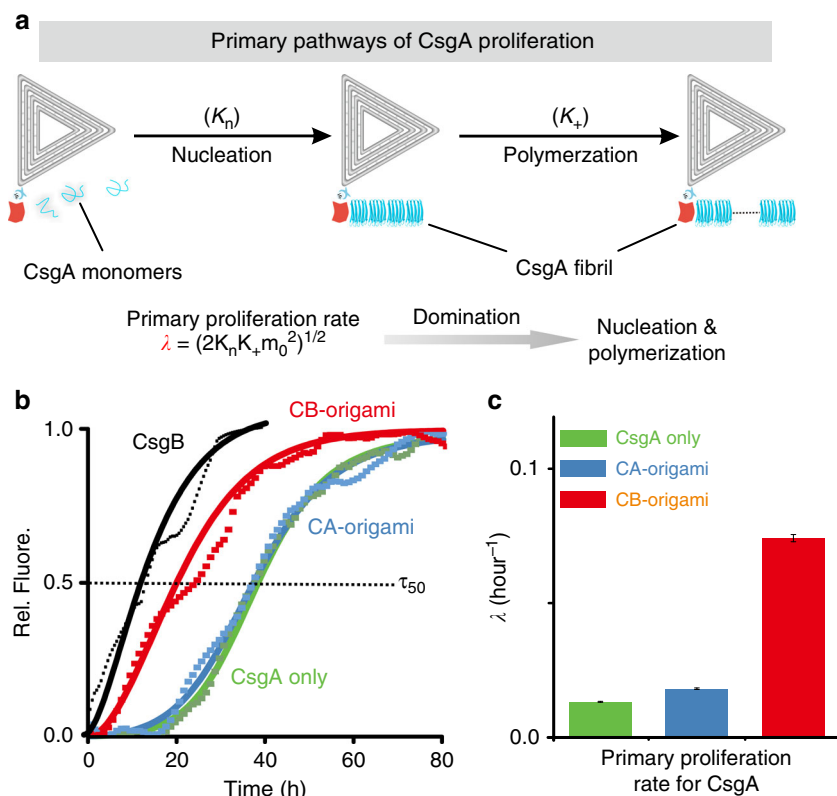 a
Primary pathways of CsgA proliferation
(Kn)
Nucleation
(K+)
Polymerzation
CsgA monomers
CsgA fibril
Primary proliferation rate
λ = (2KnK+m0²)1/2
Domination
Nucleation &
polymerization
b
Rel. Fluore.
1.0
0.5
0.0
CsgB
CB-origami
CA-origami
τ50
CsgA only
0
20
40
60
80
Time (h)
c
λ (hour−1)
0.1
0.0
CsgA only
CA-origami
CB-origami
Primary proliferation
rate for CsgA